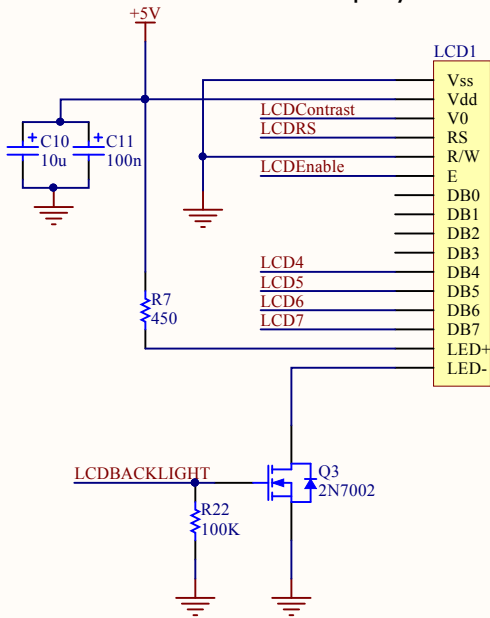 +5V
LCD1
Vss
Vdd
LCDContrast
V0
LCDRS
RS
R/W
LCDEnable
E
C10
10u
C11
100n
DB0
DB1
DB2
DB3
LCD4
DB4
LCD5
DB5
LCD6
DB6
LCD7
DB7
R7
450
LED+
LED-
LCDBACKLIGHT
Q3
2N7002
R22
100K